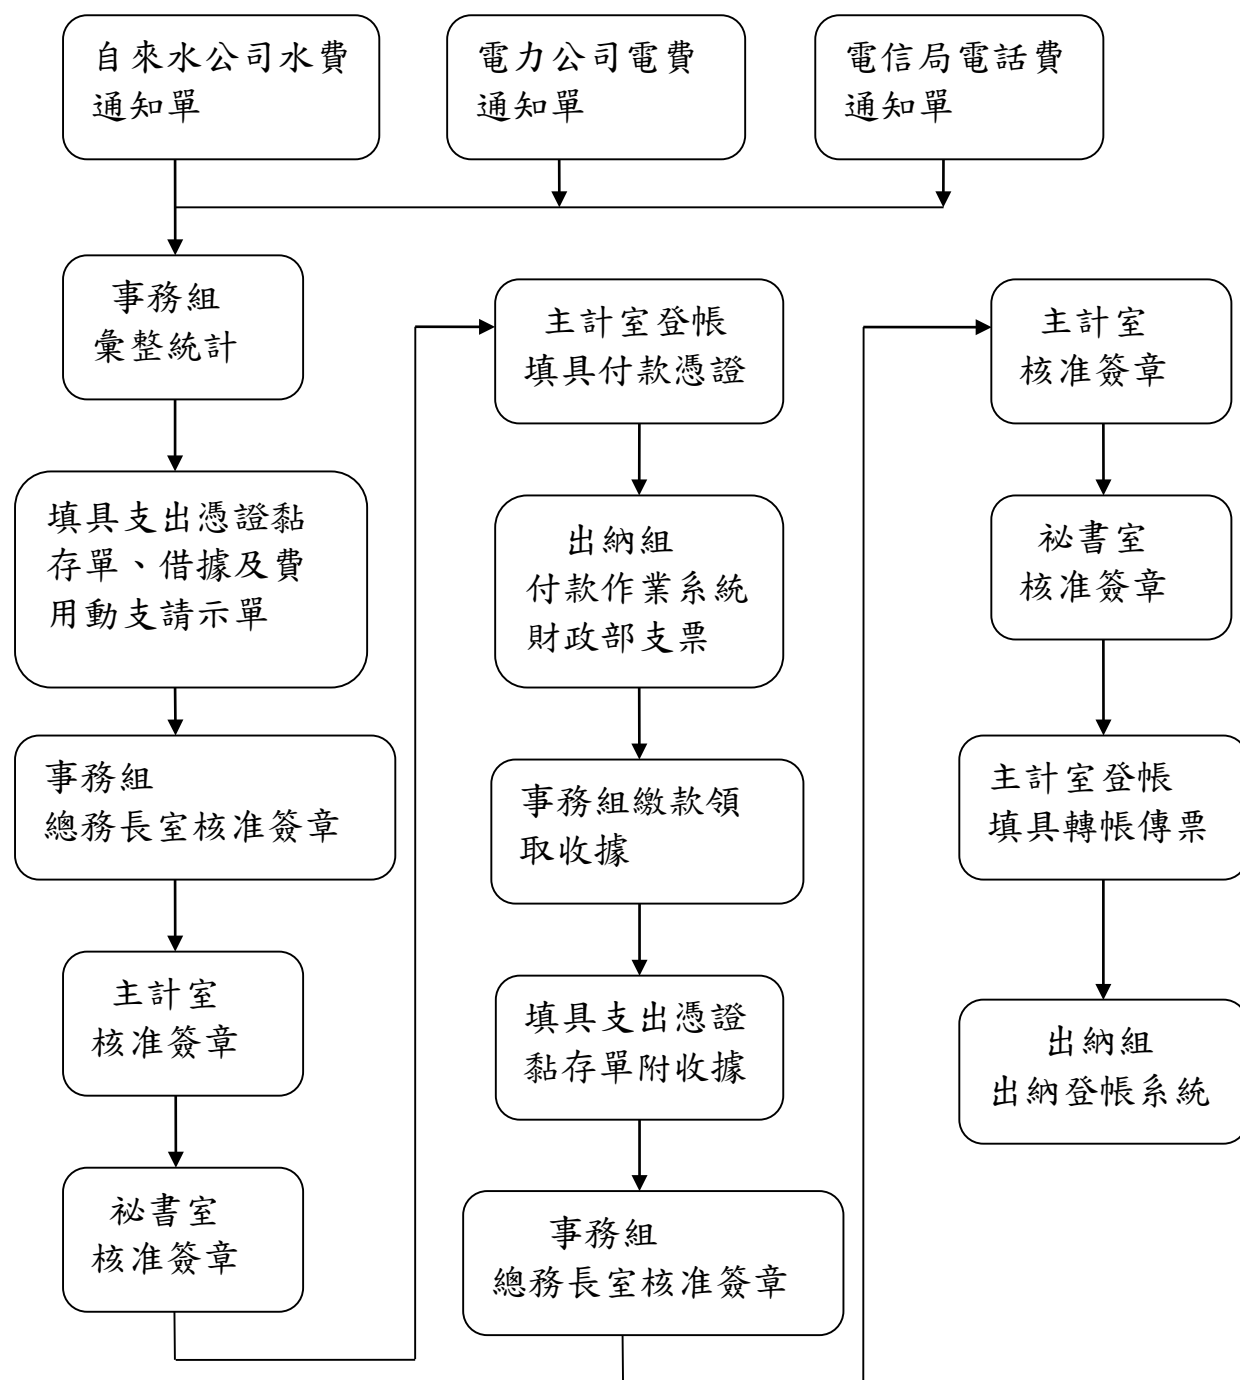 自來水公司水費
通知單
電力公司電費
通知單
電信局電話費
通知單
事務組
彙整統計
填具支出憑證黏
存單、借據及費
用動支請示單
事務組
總務長室核准簽章
主計室
核准簽章
祕書室
核准簽章
主計室登帳
填具付款憑證
出納組
付款作業系統
財政部支票
事務組繳款領
取收據
填具支出憑證
黏存單附收據
事務組
總務長室核准簽章
主計室
核准簽章
祕書室
核准簽章
主計室登帳
填具轉帳傳票
出納組
出納登帳系統